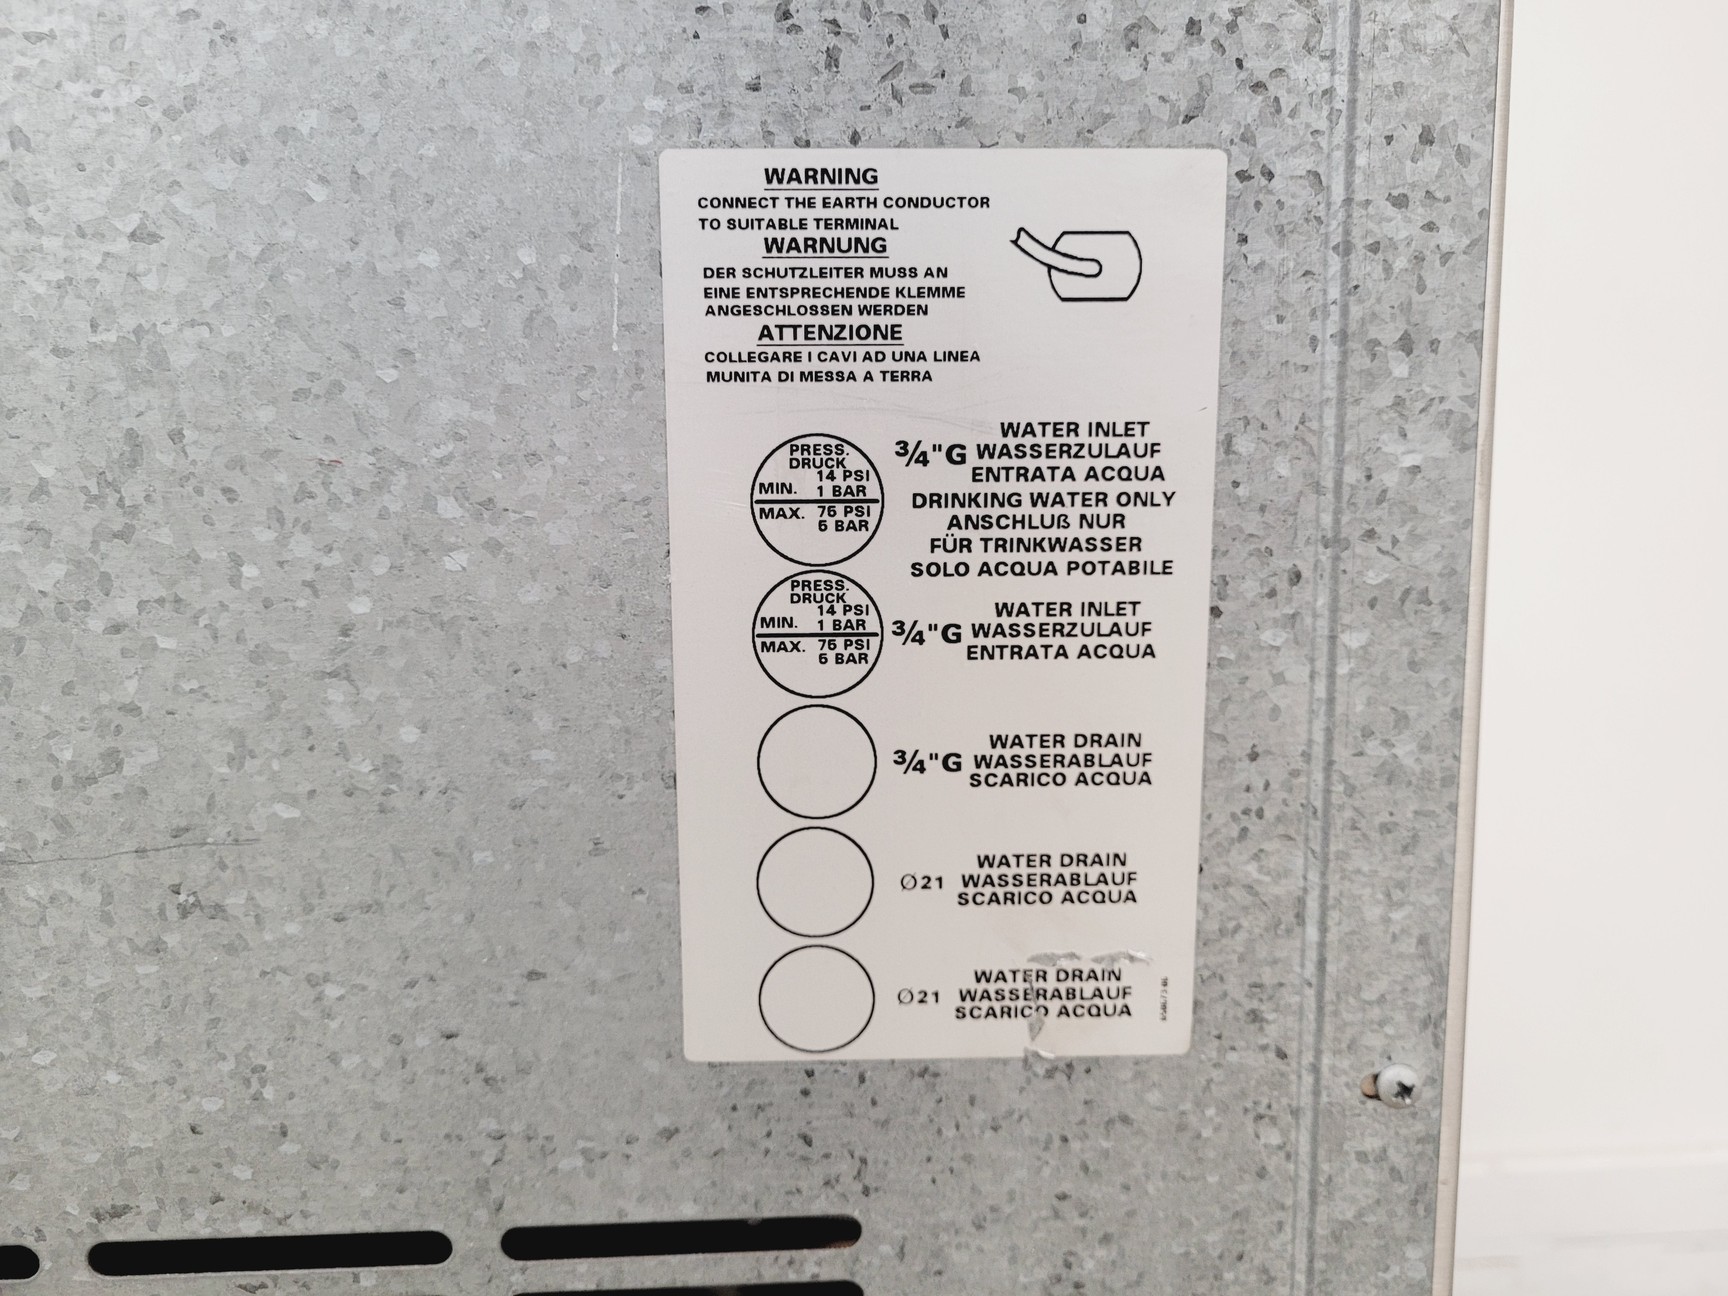 WARNING
CONNECT THE EARTH CONDUCTOR
TO SUITABLE TERMINAL
WARNUNG
DER SCHUTZLEITER MUSS AN
EINE ENTSPRECHENDE KLEMME
ANGESCHLOSSEN WERDEN
ATTENZIONE
COLLEGARE I CAVI AD UNA LINEA
MUNITA DI MESSA A TERRA
PRESS.
DRUCK
MIN. 14 PSI
1 BAR
MAX. 76 PSI
6 BAR
WATER INLET
3/4"G WASSERZULAUF
ENTRATA ACQUA
DRINKING WATER ONLY
ANSCHLUß NUR
FÜR TRINKWASSER
SOLO ACQUA POTABILE
PRESS.
DRUCK
MIN. 14 PSI
1 BAR
MAX. 76 PSI
6 BAR
WATER INLET
3/4"G WASSERZULAUF
ENTRATA ACQUA
WATER DRAIN
3/4"G WASSERABLAUF
SCARICO ACQUA
WATER DRAIN
Ø21 WASSERABLAUF
SCARICO ACQUA
WATER DRAIN
Ø21 WASSERABLAUF
SCARICO ACQUA